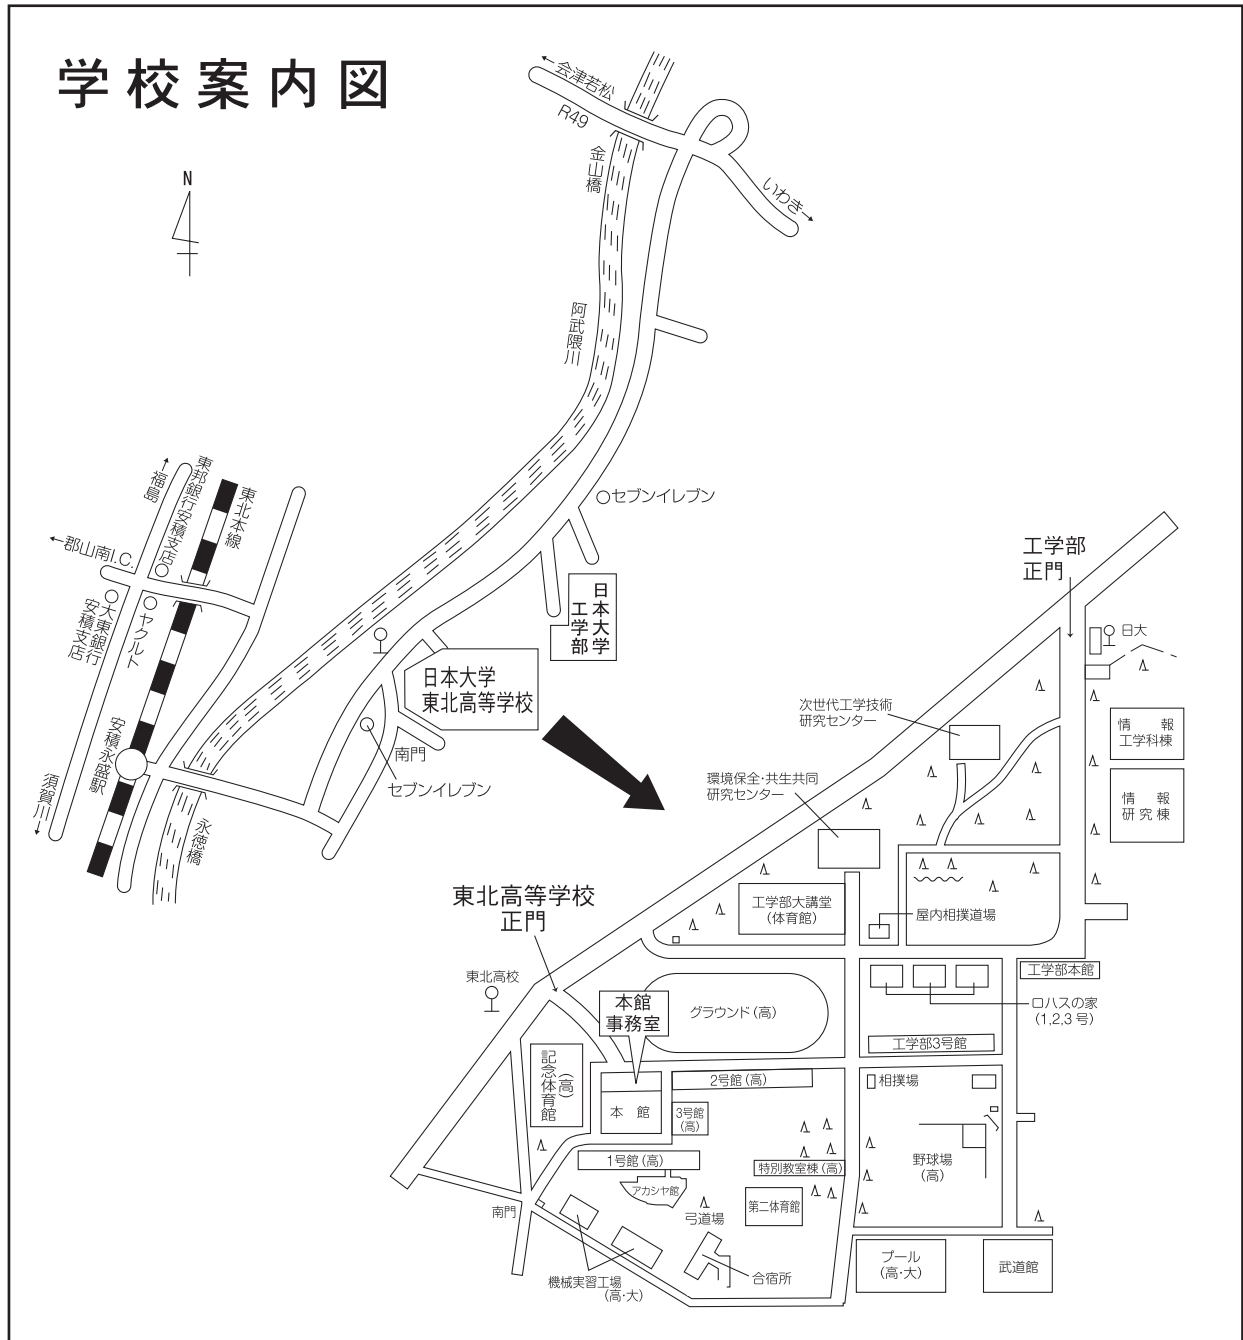 学校案内図
N
←会津若松
R49
金山橋
いわき→
阿武隈川
セブンイレブン
←福島
東邦銀行安積支店
東北本線
←郡山南I.C.
大東銀行
安積支店
ヤクルト
安積永盛駅
須賀川→
永徳橋
日本大学
工学部
日本大学
東北高等学校
南門
セブンイレブン
工学部
正門
日大
次世代工学技術
研究センター
情報
工学科棟
環境保全・共生共同
研究センター
情報
研究棟
工学部大講堂
(体育館)
屋内相撲道場
東北高等学校
正門
東北高校
本館
事務室
グラウンド(高)
工学部本館
ロハスの家
(1,2,3号)
工学部3号館
記念体育館
(高)
2号館(高)
相撲場
本館
3号館
(高)
1号館(高)
特別教室棟(高)
野球場
(高)
アカシヤ館
第二体育館
南門
弓道場
機械実習工場
(高・大)
合宿所
プール
(高・大)
武道館